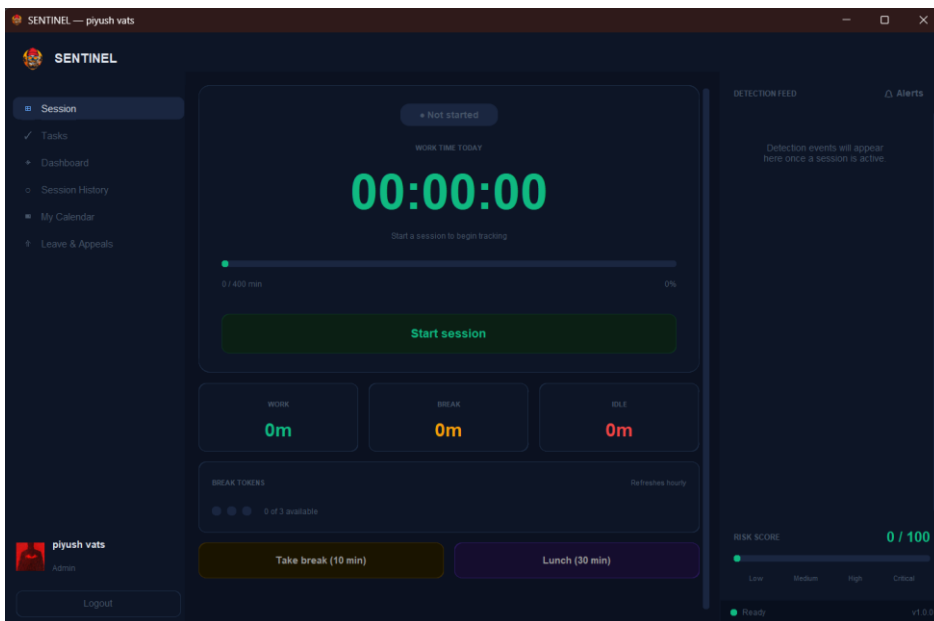 SENTINEL — piyush vats
SENTINEL
Session
Tasks
Dashboard
Session History
My Calendar
Leave & Appeals
piyush vats
Admin
Logout
Not started
WORK TIME TODAY
00:00:00
Start a session to begin tracking
0 / 400 min
0%
Start session
WORK
0m
BREAK
0m
IDLE
0m
BREAK TOKENS
Refreshes hourly
0 of 3 available
Take break (10 min)
Lunch (30 min)
DETECTION FEED
Alerts
Detection events will appear
here once a session is active.
RISK SCORE
0 / 100
Low
Medium
High
Critical
Ready
v1.0.0